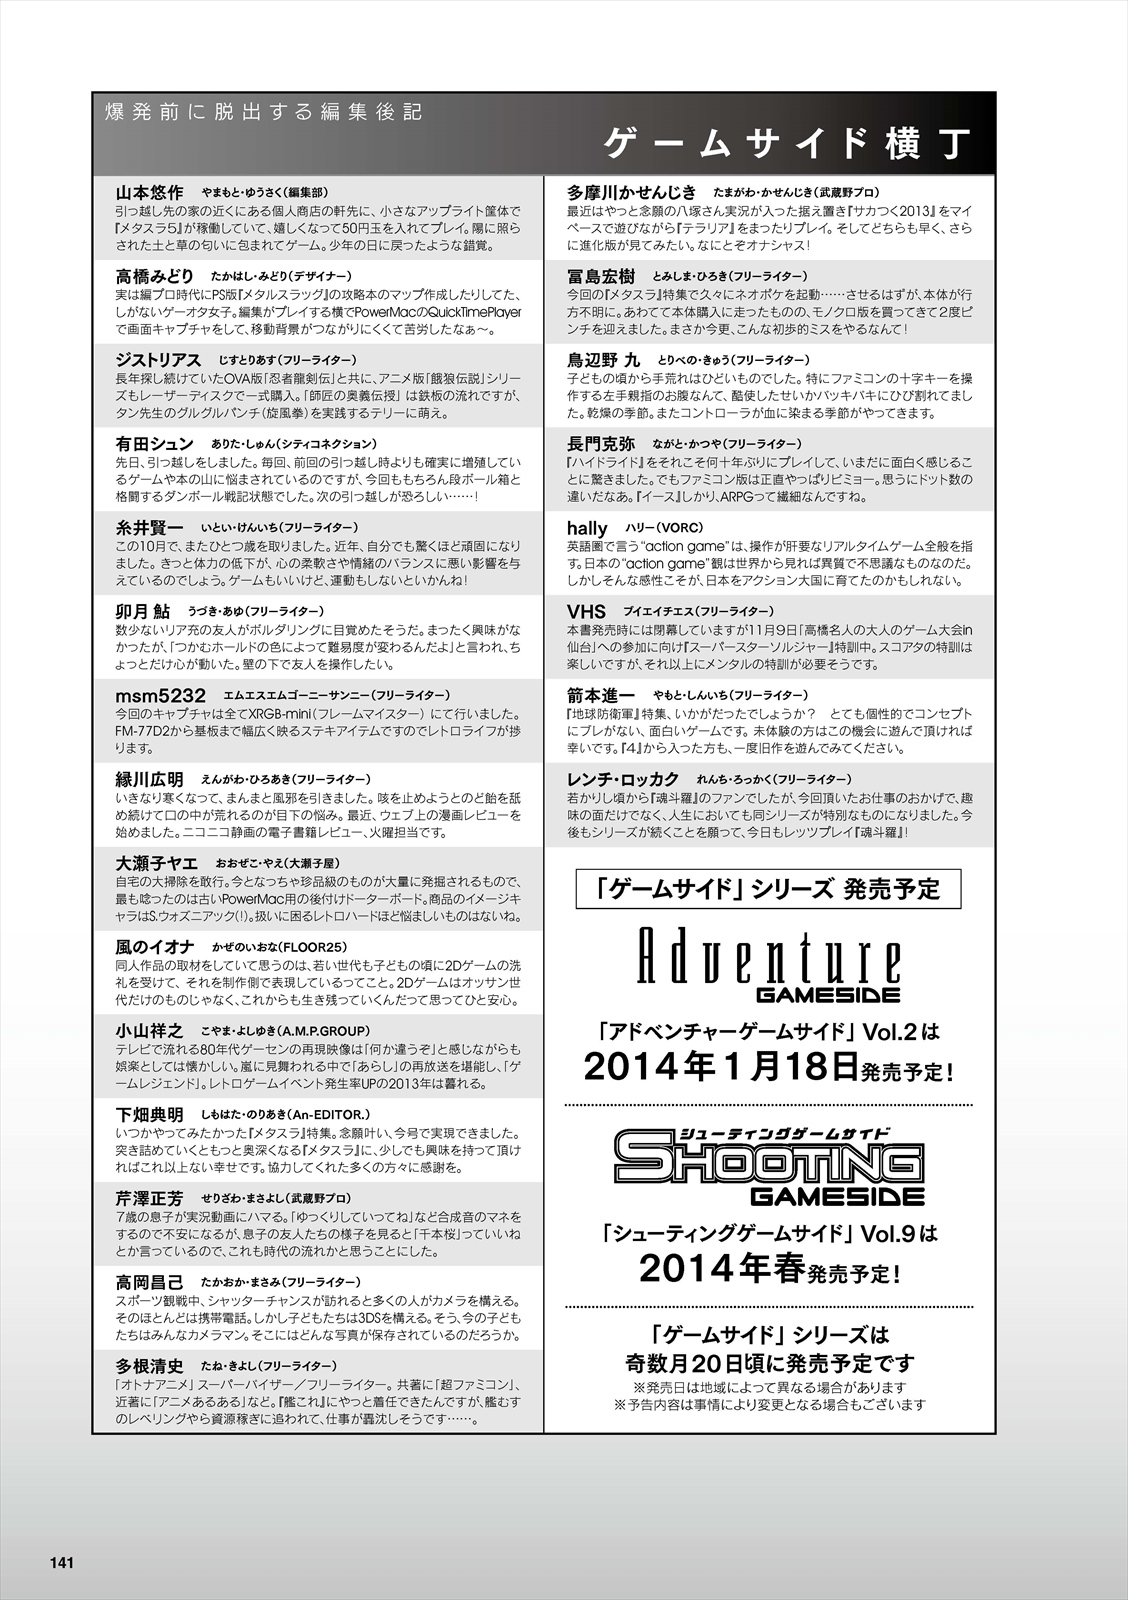 爆発前に脱出する編集後記
ゲームサイド横丁
山本悠作　やまもと・ゆうさく(編集部)
引っ越し先の家の近くにある個人商店の軒先に、小さなアップライト筐体で
『メタスラ5』が稼働していて、嬉しくなって50円玉を入れてプレイ。陽に照ら
された土と草の匂いに包まれてゲーム。少年の日に戻ったような錯覚。
高橋みどり　たかはし・みどり(デザイナー)
実は編プロ時代にPS版『メタルスラッグ』の攻略本のマップ作成したりしてた、
しがないゲーオタ女子。編集がプレイする横でPowerMacのQuickTimePlayer
で画面キャプチャをして、移動背景がつながりにくくて苦労したなぁ〜。
ジストリアス　じすとりあす(フリーライター)
長年探し続けていたOVA版「忍者龍剣伝」と共に、アニメ版「餓狼伝説」シリー
ズもレーザーディスクで一式購入。「師匠の奥義伝授」は鉄板の流れですが、
タン先生のグルグルパンチ(旋風拳)を実践するテリーに萌え。
有田シュン　ありた・しゅん(シティコネクション)
先日、引っ越しをしました。毎回、前回の引っ越し時よりも確実に増殖してい
るゲームや本の山に悩まされているのですが、今回ももちろん段ボール箱と
格闘するダンボール戦記状態でした。次の引っ越しが恐ろしい……!
糸井賢一　いとい・けんいち(フリーライター)
この10月で、またひとつ歳を取りました。近年、自分でも驚くほど頑固になり
ました。きっと体力の低下が、心の柔軟さや情緒のバランスに悪い影響を与
えているのでしょう。ゲームもいいけど、運動もしないといかんね!
卯月 鮎　うづき・あゆ(フリーライター)
数少ないリア充の友人がボルダリングに目覚めたそうだ。まったく興味がな
かったが、「つかむホールドの色によって難易度が変わるんだよ」と言われ、ち
ょっとだけ心が動いた。壁の下で友人を操作したい。
msm5232　エムエスエムゴーニーサンニー(フリーライター)
今回のキャプチャは全てXRGB-mini(フレームマイスター)にて行いました。
FM-77D2から基板まで幅広く映るステキアイテムですのでレトロライフが捗
ります。
縁川広明　えんがわ・ひろあき(フリーライター)
いきなり寒くなって、まんまと風邪を引きました。咳を止めようとのど飴を舐
め続けて口の中が荒れるのが目下の悩み。最近、ウェブ上の漫画レビューを
始めました。ニコニコ静画の電子書籍レビュー、火曜担当です。
大瀬子ヤエ　おおぜこ・やえ(大瀬子屋)
自宅の大掃除を敢行。今となっちゃ珍品級のものが大量に発掘されるもので、
最も唸ったのは古いPowerMac用の後付けドーターボード。商品のイメージキ
ャラはS.ウォズニアック(!)。扱いに困るレトロハードほど悩ましいものはないね。
風のイオナ　かぜのいおな(FLOOR25)
同人作品の取材をしていて思うのは、若い世代も子どもの頃に2Dゲームの洗
礼を受けて、それを制作側で表現しているってこと。2Dゲームはオッサン世
代だけのものじゃなく、これからも生き残っていくんだって思ってひと安心。
小山祥之　こやま・よしゆき(A.M.P.GROUP)
テレビで流れる80年代ゲーセンの再現映像は「何か違うぞ」と感じながらも
娯楽としては懐かしい。嵐に見舞われる中で「あらし」の再放送を堪能し、「ゲ
ームレジェンド」。レトロゲームイベント発生率UPの2013年は暮れる。
下畑典明　しもはた・のりあき(An-EDITOR.)
いつかやってみたかった『メタスラ』特集。念願叶い、今号で実現できました。
突き詰めていくともっと奥深くなる『メタスラ』に、少しでも興味を持って頂け
ればこれ以上ない幸せです。協力してくれた多くの方々に感謝を。
芹澤正芳　せりざわ・まさよし(武蔵野プロ)
7歳の息子が実況動画にハマる。「ゆっくりしていってね」など合成音のマネを
するので不安になるが、息子の友人たちの様子を見ると「千本桜」っていいね
とか言っているので、これも時代の流れかと思うことにした。
高岡昌己　たかおか・まさみ(フリーライター)
スポーツ観戦中、シャッターチャンスが訪れると多くの人がカメラを構える。
そのほとんどは携帯電話。しかし子どもたちは3DSを構える。そう、今の子ども
たちはみんなカメラマン。そこにはどんな写真が保存されているのだろうか。
多根清史　たね・きよし(フリーライター)
「オトナアニメ」スーパーバイザー／フリーライター。共著に「超ファミコン」、
近著に「アニメあるある」など。『艦これ』にやっと着任できたんですが、艦むす
のレベリングやら資源稼ぎに追われて、仕事が轟沈しそうです……。
多摩川かせんじき　たまがわ・かせんじき(武蔵野プロ)
最近はやっと念願の八塚さん実況が入った据え置き『サカつく2013』をマイ
ペースで遊びながら『テラリア』をまったりプレイ。そしてどちらも早く、さら
に進化版が見てみたい。なにとぞオナシャス!
冨島宏樹　とみしま・ひろき(フリーライター)
今回の『メタスラ』特集で久々にネオポケを起動……させるはずが、本体が行
方不明に。あわてて本体購入に走ったものの、モノクロ版を買ってきて2度ピ
ンチを迎えました。まさか今更、こんな初歩的ミスをやるなんて!
鳥辺野 九　とりべの・きゅう(フリーライター)
子どもの頃から手荒れはひどいものでした。特にファミコンの十字キーを操
作する左手親指のお腹なんて、酷使したせいかバッキバキにひび割れてまし
た。乾燥の季節。またコントローラが血に染まる季節がやってきます。
長門克弥　ながと・かつや(フリーライター)
『ハイドライド』をそれこそ何十年ぶりにプレイして、いまだに面白く感じるこ
とに驚きました。でもファミコン版は正直やっぱりビミョー。思うにドット数の
違いだなあ。『イース』しかり、ARPGって繊細なんですね。
hally　ハリー(VORC)
英語圏で言う“action game”は、操作が肝要なリアルタイムゲーム全般を指
す。日本の“action game”観は世界から見れば異質で不思議なものなのだ。
しかしそんな感性こそが、日本をアクション大国に育てたのかもしれない。
VHS　ブイエイチエス(フリーライター)
本書発売時には閉幕していますが11月9日「高橋名人の大人のゲーム大会in
仙台」への参加に向け『スーパースターソルジャー』特訓中。スコアタの特訓は
楽しいですが、それ以上にメンタルの特訓が必要そうです。
箭本進一　やもと・しんいち(フリーライター)
『地球防衛軍』特集、いかがだったでしょうか？　とても個性的でコンセプト
にブレがない、面白いゲームです。未体験の方はこの機会に遊んで頂ければ
幸いです。『4』から入った方も、一度旧作を遊んでみてください。
レンチ・ロッカク　れんち・ろっかく(フリーライター)
若かりし頃から『魂斗羅』のファンでしたが、今回頂いたお仕事のおかげで、趣
味の面だけでなく、人生においても同シリーズが特別なものになりました。今
後もシリーズが続くことを願って、今日もレッツプレイ『魂斗羅』!
「ゲームサイド」シリーズ 発売予定
Adventure
GAMESIDE
「アドベンチャーゲームサイド」Vol.2は
2014年1月18日発売予定!
シューティングゲームサイド
SHOOTING
GAMESIDE
「シューティングゲームサイド」Vol.9は
2014年春発売予定!
「ゲームサイド」シリーズは
奇数月20日頃に発売予定です
※発売日は地域によって異なる場合があります
※予告内容は事情により変更となる場合もございます
141